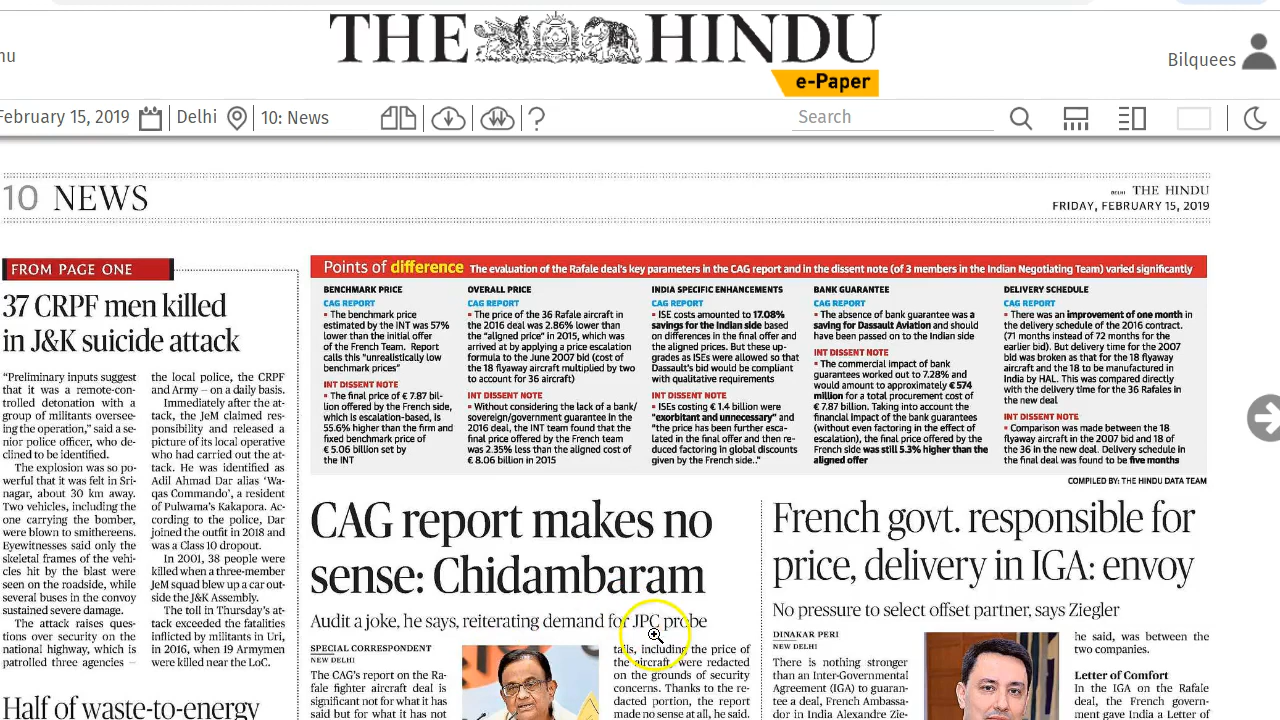 THE HINDU
e-Paper
nu
Bilquees
February 15, 2019
Delhi
10: News
?
Search
10 NEWS
DELHI THE HINDU
FRIDAY, FEBRUARY 15, 2019
FROM PAGE ONE
37 CRPF men killed
in J&K suicide attack
“Preliminary inputs suggest
that it was a remote-con-
trolled detonation with a
group of militants oversee-
ing the operation,” said a se-
nior police officer, who de-
clined to be identified.
The explosion was so po-
werful that it was felt in Sri-
nagar, about 30 km away.
Two vehicles, including the
one carrying the bomber,
were blown to smithereens.
Eyewitnesses said only the
skeletal frames of the vehi-
cles hit by the blast were
seen on the roadside, while
several buses in the convoy
sustained severe damage.
The attack raises ques-
tions over security on the
national highway, which is
patrolled three agencies –
the local police, the CRPF
and Army – on a daily basis.
Immediately after the at-
tack, the JeM claimed res-
ponsibility and released a
picture of its local operative
who had carried out the at-
tack. He was identified as
Adil Ahmad Dar alias ‘Wa-
qas Commando’, a resident
of Pulwama’s Kakapora. Ac-
cording to the police, Dar
joined the outfit in 2018 and
was a Class 10 dropout.
In 2001, 38 people were
killed when a three-member
JeM squad blew up a car out-
side the J&K Assembly.
The toll in Thursday’s at-
tack exceeded the fatalities
inflicted by militants in Uri,
in 2016, when 19 Armymen
were killed near the LoC.
Half of waste-to-energy
Points of difference The evaluation of the Rafale deal’s key parameters in the CAG report and in the dissent note (of 3 members in the Indian Negotiating Team) varied significantly
BENCHMARK PRICE
CAG REPORT
▪ The benchmark price
estimated by the INT was 57%
lower than the initial offer
of the French Team. Report
calls this “unrealistically low
benchmark prices”
INT DISSENT NOTE
▪ The final price of € 7.87 bil-
lion offered by the French side,
which is escalation-based, is
55.6% higher than the firm and
fixed benchmark price of
€ 5.06 billion set by
the INT
OVERALL PRICE
CAG REPORT
▪ The price of the 36 Rafale aircraft in
the 2016 deal was 2.86% lower than
the “aligned price” in 2015, which was
arrived at by applying a price escalation
formula to the June 2007 bid (cost of
the 18 flyaway aircraft multiplied by two
to account for 36 aircraft)
INT DISSENT NOTE
▪ Without considering the lack of a bank/
sovereign/government guarantee in the
2016 deal, the INT team found that the
final price offered by the French team
was 2.35% less than the aligned cost of
€ 8.06 billion in 2015
INDIA SPECIFIC ENHANCEMENTS
CAG REPORT
▪ ISE costs amounted to 17.08%
savings for the Indian side based
on differences in the final offer and
the aligned prices. But these up-
grades as ISEs were allowed so that
Dassault’s bid would be compliant
with qualitative requirements
INT DISSENT NOTE
▪ ISEs costing € 1.4 billion were
“exorbitant and unnecessary” and
“the price has been further esca-
lated in the final offer and then re-
duced factoring in global discounts
given by the French side..”
BANK GUARANTEE
CAG REPORT
▪ The absence of bank guarantee was a
saving for Dassault Aviation and should
have been passed on to the Indian side
INT DISSENT NOTE
▪ The commercial impact of bank
guarantees worked out to 7.28% and
would amount to approximately € 574
million for a total procurement cost of
€ 7.87 billion. Taking into account the
financial impact of the bank guarantees
(without even factoring in the effect of
escalation), the final price offered by the
French side was still 5.3% higher than the
aligned offer
DELIVERY SCHEDULE
CAG REPORT
▪ There was an improvement of one month in
the delivery schedule of the 2016 contract.
(71 months instead of 72 months for the
earlier bid). But delivery time for the 2007
bid was broken as that for the 18 flyaway
aircraft and the 18 to be manufactured in
India by HAL. This was compared directly
with the delivery time for the 36 Rafales in
the new deal
INT DISSENT NOTE
▪ Comparison was made between the 18
flyaway aircraft in the 2007 bid and 18 of
the 36 in the new deal. Delivery schedule in
the final deal was found to be five months
COMPILED BY: THE HINDU DATA TEAM
CAG report makes no
sense: Chidambaram
Audit a joke, he says, reiterating demand for JPC probe
SPECIAL CORRESPONDENT
NEW DELHI
The CAG’s report on the Ra-
fale fighter aircraft deal is
significant not for what it has
said but for what it has not
tails, including the price of
the aircraft, were redacted
on the grounds of security
concerns. Thanks to the re-
dacted portion, the report
made no sense at all, he said.
French govt. responsible for
price, delivery in IGA: envoy
No pressure to select offset partner, says Ziegler
DINAKAR PERI
NEW DELHI
There is nothing stronger
than an Inter-Governmental
Agreement (IGA) to guaran-
tee a deal, French Ambassa-
dor in India Alexandre Zie-
he said, was between the
two companies.
Letter of Comfort
In the IGA on the Rafale
deal, the French govern-
ment gave India a Letter of